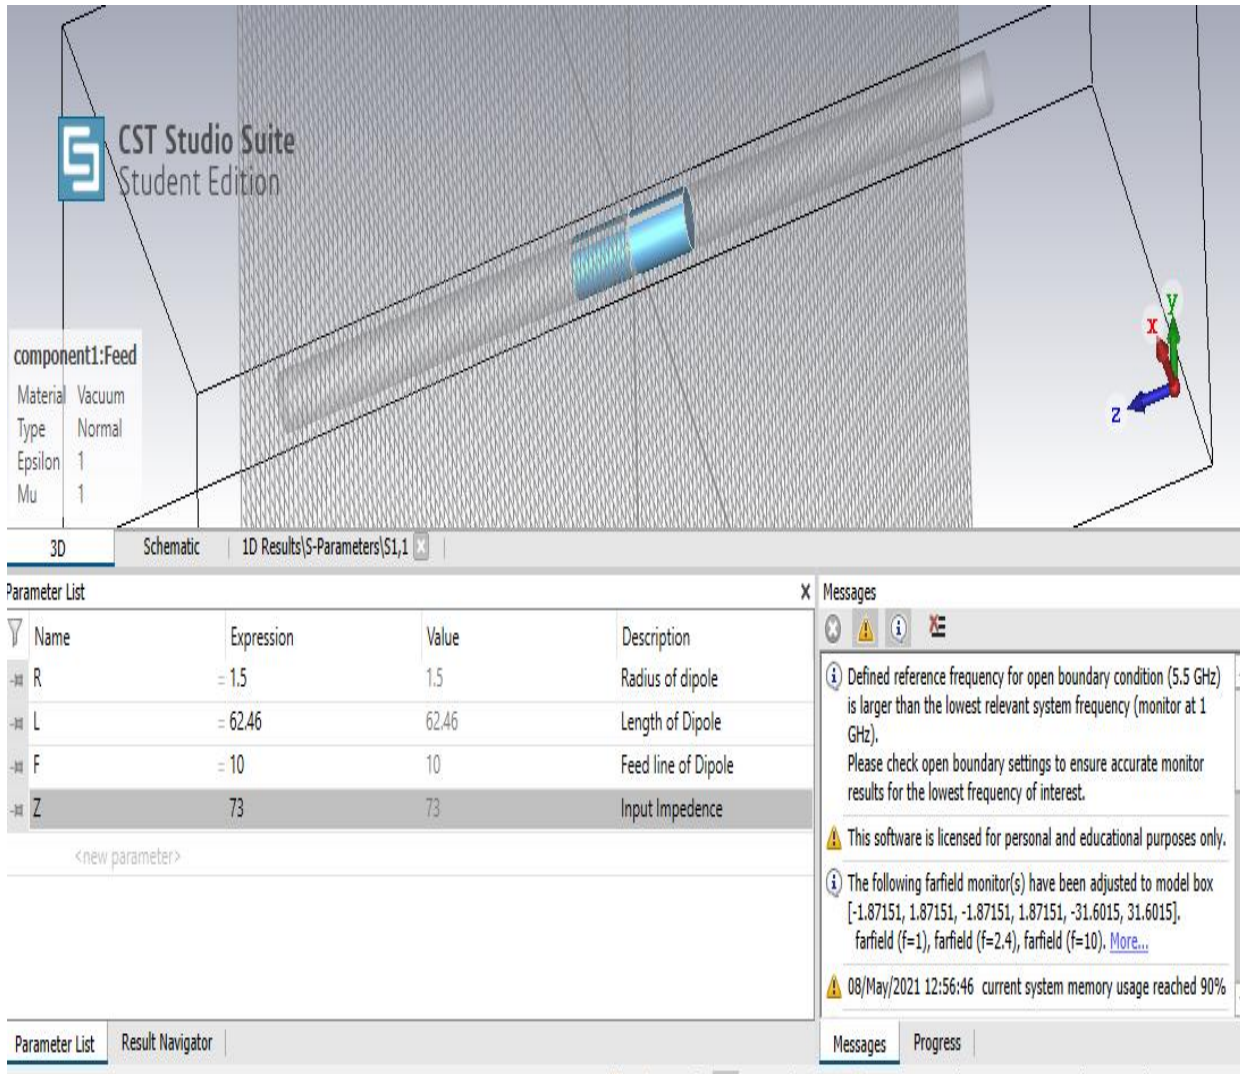 CST Studio Suite
Student Edition
component1:Feed
Material Vacuum
Type Normal
Epsilon 1
Mu 1
y
x
z
3D Schematic 1D Results\S-Parameters\S1,1
Parameter List
Name Expression Value Description
R = 1.5 1.5 Radius of dipole
L = 62.46 62.46 Length of Dipole
F = 10 10 Feed line of Dipole
Z 73 73 Input Impedence
<new parameter>
Parameter List Result Navigator
Messages
Defined reference frequency for open boundary condition (5.5 GHz)
is larger than the lowest relevant system frequency (monitor at 1
GHz).
Please check open boundary settings to ensure accurate monitor
results for the lowest frequency of interest.
This software is licensed for personal and educational purposes only.
The following farfield monitor(s) have been adjusted to model box
[-1.87151, 1.87151, -1.87151, 1.87151, -31.6015, 31.6015].
farfield (f=1), farfield (f=2.4), farfield (f=10). More...
08/May/2021 12:56:46 current system memory usage reached 90%
Messages Progress